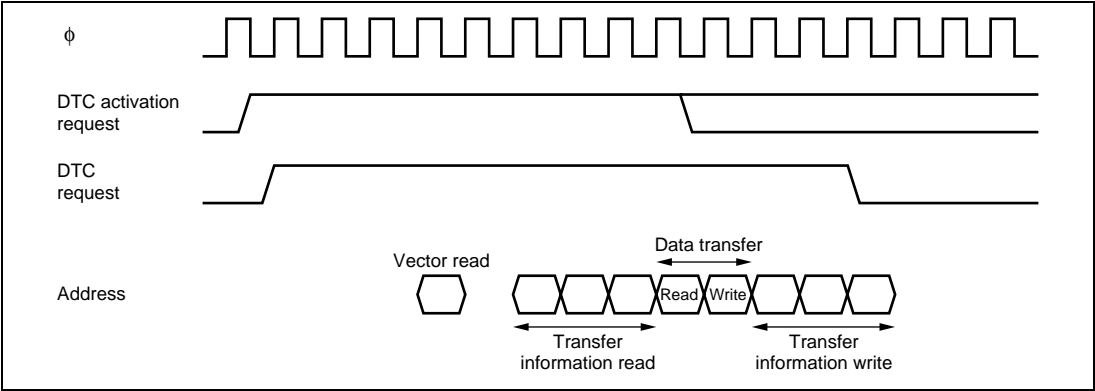 ϕ
DTC activation
request
DTC
request
Data transfer
Vector read
Address
Read Write
Transfer
information read
Transfer
information write